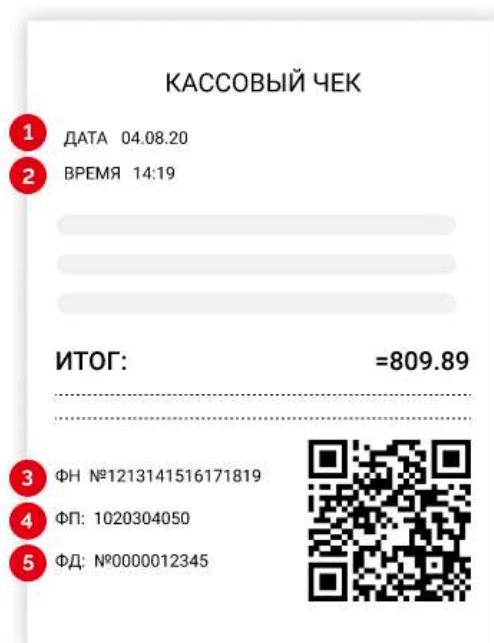 КАССОВЫЙ ЧЕК
1 ДАТА 04.08.20
2 ВРЕМЯ 14:19
ИТОГ: =809.89
3 ФН №1213141516171819
4 ФП: 1020304050
5 ФД: №0000012345